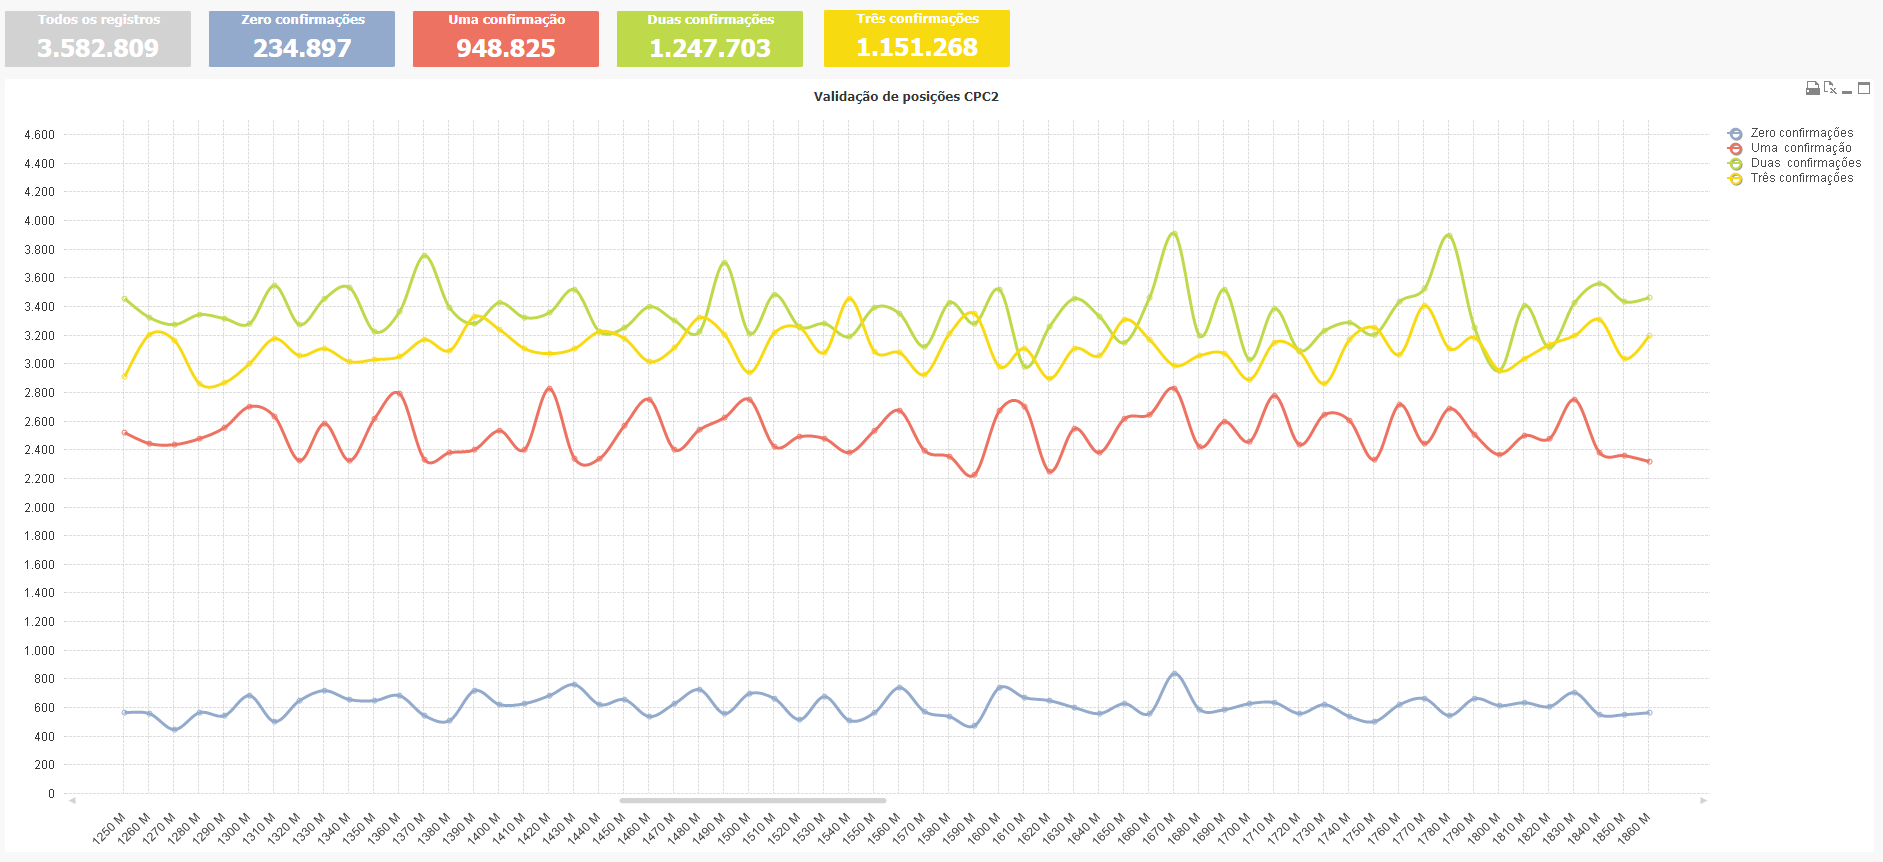 Todos os registros
3.582.809
Zero confirmações
234.897
Uma confirmação
948.825
Duas confirmações
1.247.703
Três confirmações
1.151.268
Validação de posições CPC2
4.600
4.400
4.200
4.000
3.800
3.600
3.400
3.200
3.000
2.800
2.600
2.400
2.200
2.000
1.800
1.600
1.400
1.200
1.000
800
600
400
200
0
Zero confirmações
Uma confirmação
Duas confirmações
Três confirmações
1250 M
1260 M
1270 M
1280 M
1290 M
1300 M
1310 M
1320 M
1330 M
1340 M
1350 M
1360 M
1370 M
1380 M
1390 M
1400 M
1410 M
1420 M
1430 M
1440 M
1450 M
1460 M
1470 M
1480 M
1490 M
1500 M
1510 M
1520 M
1530 M
1540 M
1550 M
1560 M
1570 M
1580 M
1590 M
1600 M
1610 M
1620 M
1630 M
1640 M
1650 M
1660 M
1670 M
1680 M
1690 M
1700 M
1710 M
1720 M
1730 M
1740 M
1750 M
1760 M
1770 M
1780 M
1790 M
1800 M
1810 M
1820 M
1830 M
1840 M
1850 M
1860 M